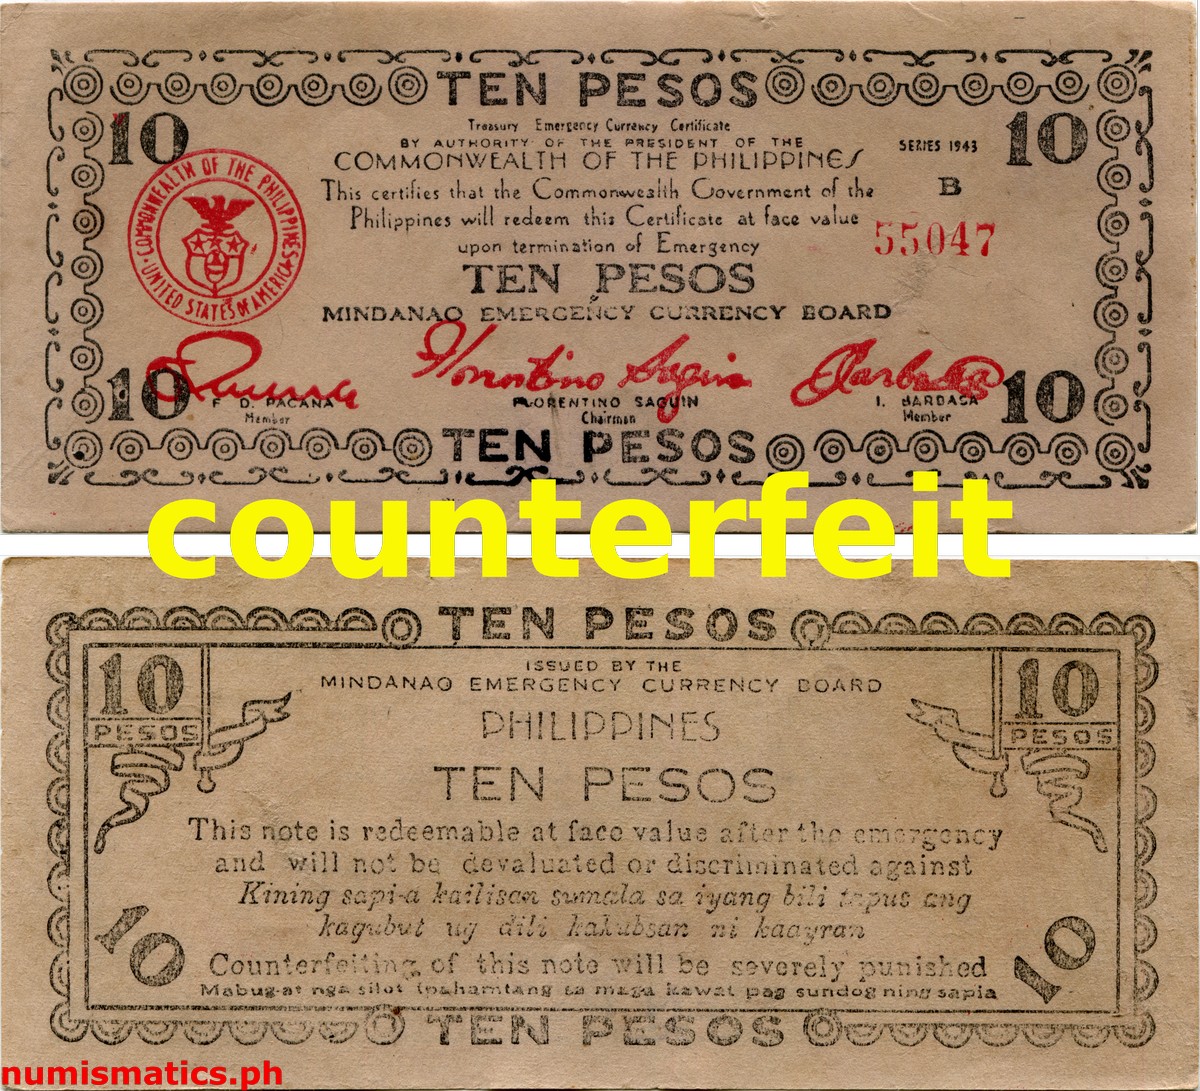 TEN PESOS
10 10
Treasury Emergency Currency Certificate
BY AUTHORITY OF THE PRESIDENT OF THE
SERIES 1943
COMMONWEALTH OF THE PHILIPPINES
COMMONWEALTH OF THE PHILIPPINES
UNITED STATES OF AMERICA
This certifies that the Commonwealth Government of the
B
Philippines will redeem this Certificate at face value
55047
upon termination of Emergency
TEN PESOS
MINDANAO EMERGENCY CURRENCY BOARD
Florentino Saguin
10 10
F. D. PACANA FLORENTINO SAGUIN I. BARBASA
Member Chairman Member
TEN PESOS
counterfeit
TEN PESOS
10 10
PESOS PESOS
ISSUED BY THE
MINDANAO EMERGENCY CURRENCY BOARD
PHILIPPINES
TEN PESOS
This note is redeemable at face value after the emergency
and will not be devaluated or discriminated against
Kining sapi-a kailisan sumala sa iyang bili tapus ang
kagubut ug dili kakubsan ni kaayran
10 10
Counterfeiting of this note will be severely punished
Mabug-at nga silot ipahamtang sa maga kawat pag sundog ning sapia
TEN PESOS
numismatics.ph